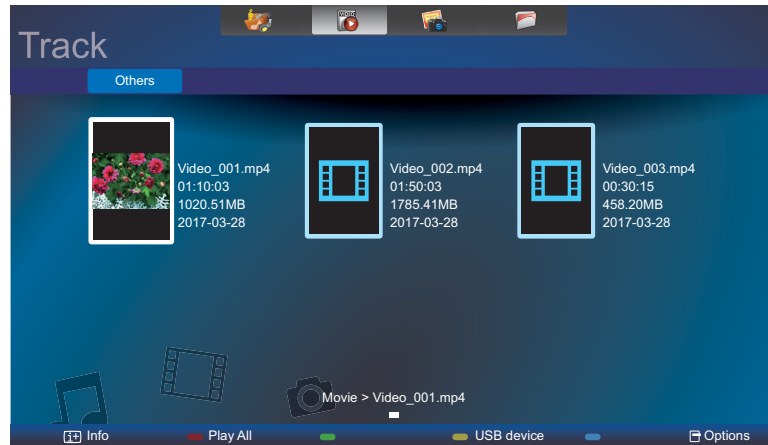 Track
Others
Video_001.mp4
01:10:03
1020.51MB
2017-03-28
Video_002.mp4
01:50:03
1785.41MB
2017-03-28
Video_003.mp4
00:30:15
458.20MB
2017-03-28
Movie > Video_001.mp4
i+ Info Play All USB device Options